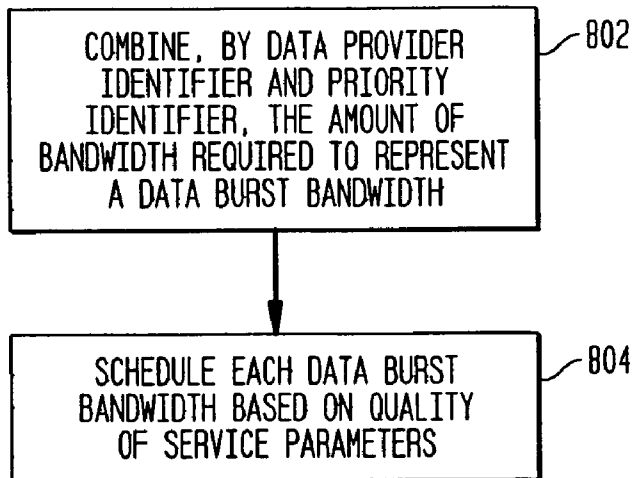 COMBINE, BY DATA PROVIDER
IDENTIFIER AND PRIORITY
IDENTIFIER, THE AMOUNT OF
BANDWIDTH REQUIRED TO REPRESENT
A DATA BURST BANDWIDTH
802
SCHEDULE EACH DATA BURST
BANDWIDTH BASED ON QUALITY
OF SERVICE PARAMETERS
804